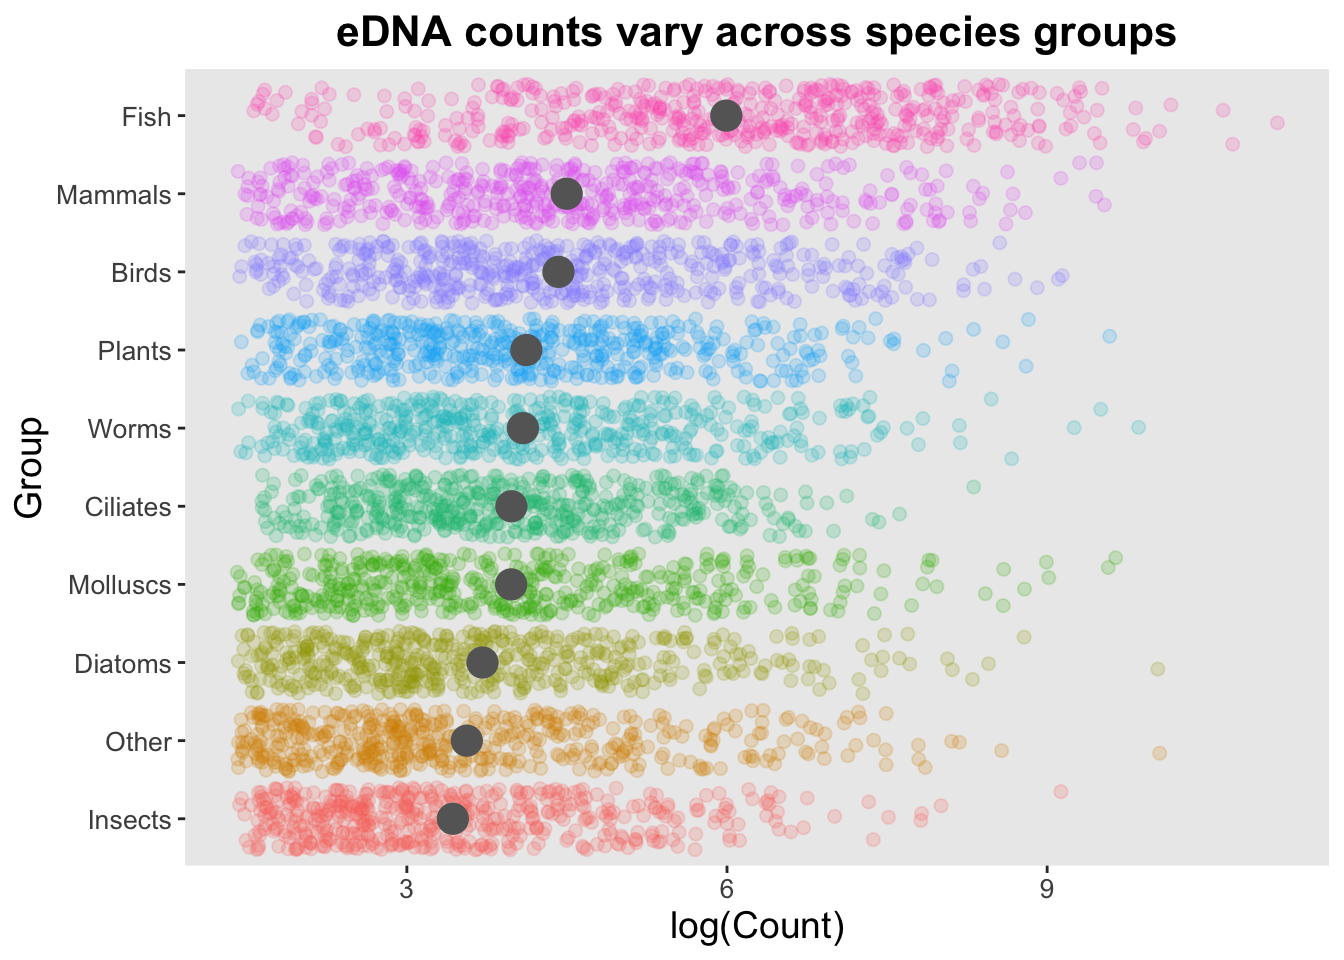 eDNA counts vary across species groups
Group
Fish
Mammals
Birds
Plants
Worms
Ciliates
Molluscs
Diatoms
Other
Insects
3 6 9
log(Count)